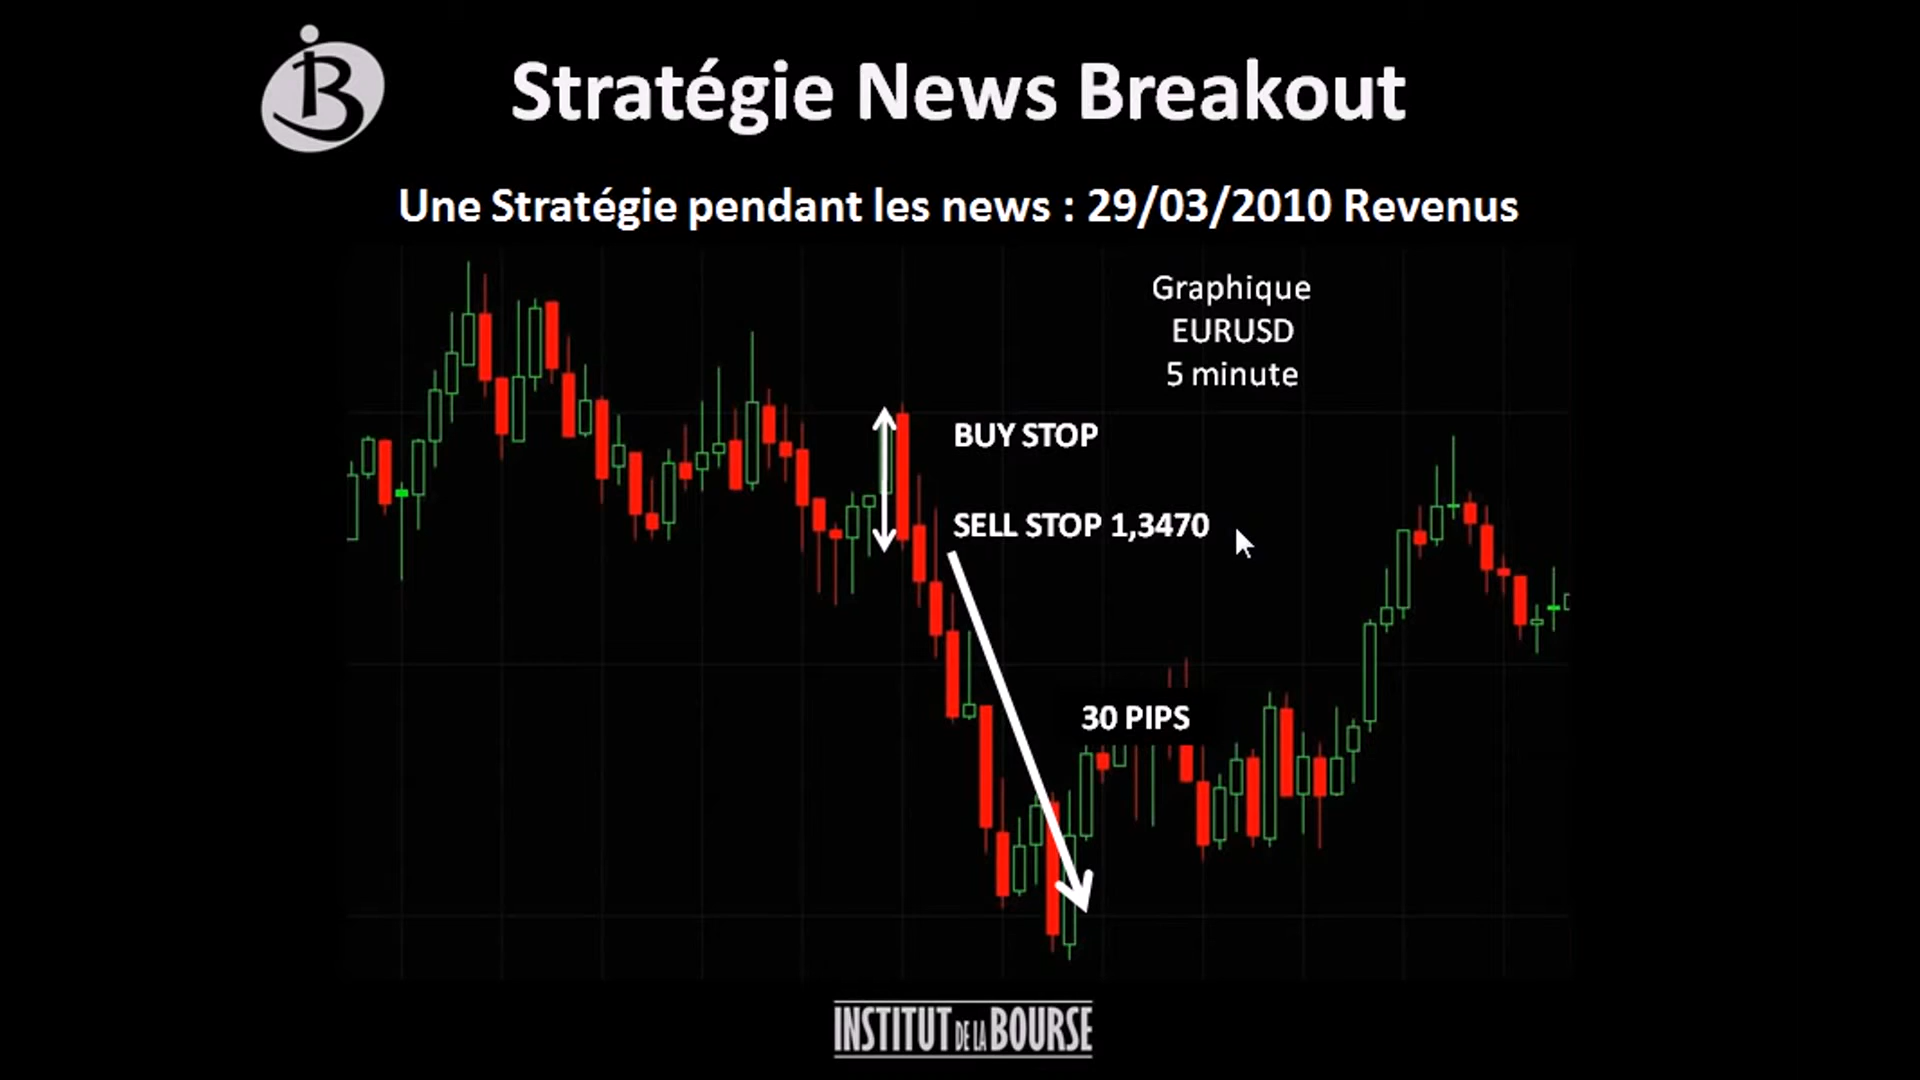 Stratégie News Breakout
Une Stratégie pendant les news : 29/03/2010 Revenus
Graphique
EURUSD
5 minute
BUY STOP
SELL STOP 1,3470
30 PIPS
INSTITUT DE LA BOURSE